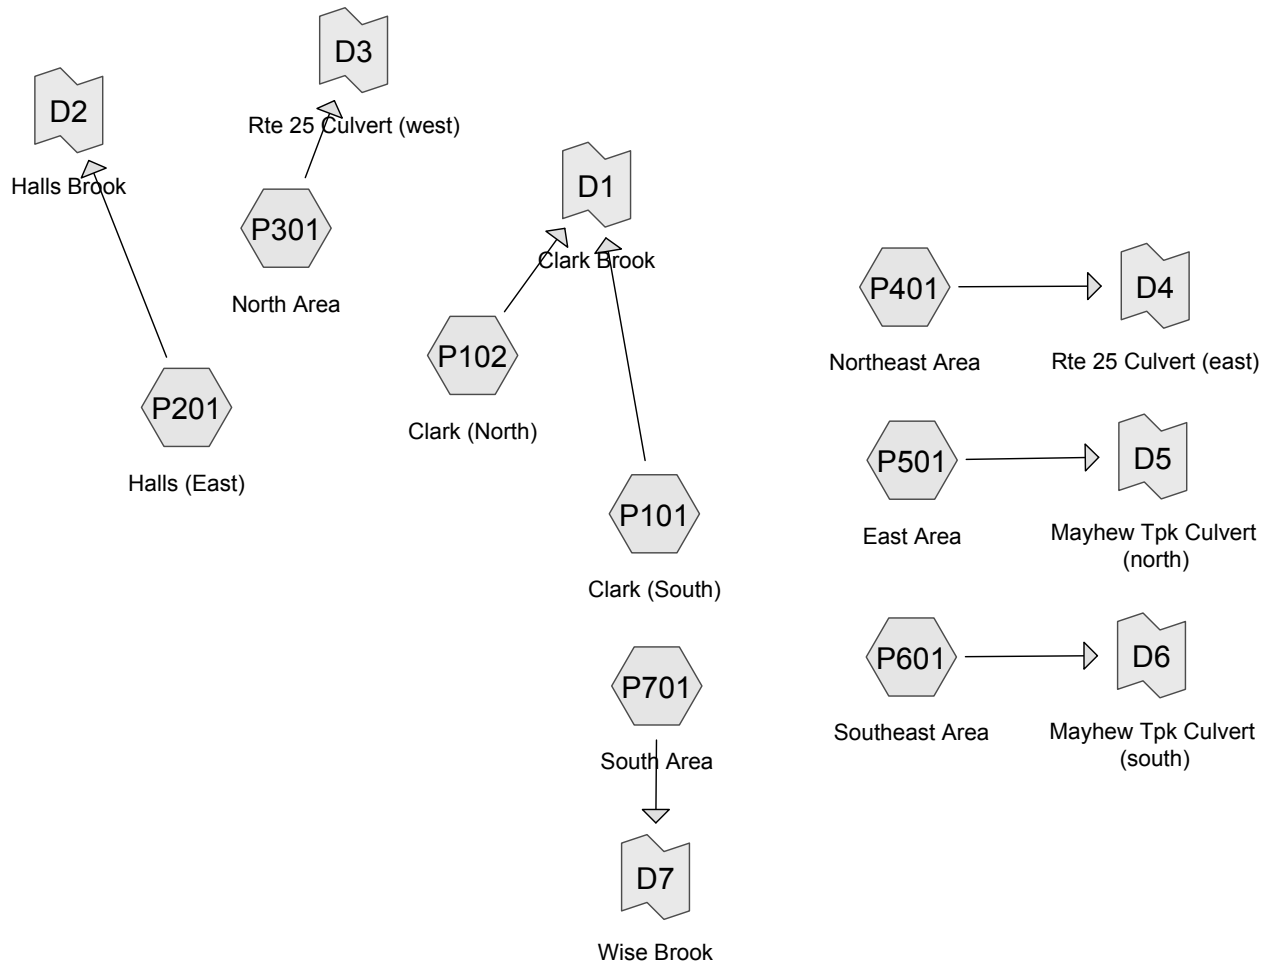 D3
D2
Rte 25 Culvert (west)
Halls Brook
D1
P301
Clark Brook
North Area
P401
D4
P102
Northeast Area
Rte 25 Culvert (east)
P201
Clark (North)
P501
D5
Halls (East)
P101
East Area
Mayhew Tpk Culvert
(north)
Clark (South)
P701
P601
D6
South Area
Southeast Area
Mayhew Tpk Culvert
(south)
D7
Wise Brook